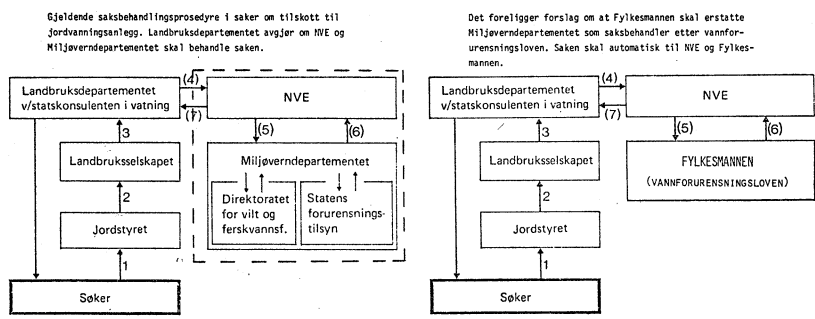 Gjeldende saksbehandlingsprosedyre i saker om tilskott til
jordvanningsanlegg. Landbruksdepartementet avgjør om NVE og
Miljøverndepartementet skal behandle saken.
Landbruksdepartementet
v/statskonsulenten i vatning
(4)
(7)
NVE
3
(5)
(6)
Landbruksselskapet
Miljøverndepartementet
2
Direktoratet
for vilt og
ferskvannsf.
Statens
forurensnings-
tilsyn
Jordstyret
1
Søker
Det foreligger forslag om at Fylkesmannen skal erstatte
Miljøverndepartementet som saksbehandler etter vannfor-
urensningsloven. Saken skal automatisk til NVE og Fylkes-
mannen.
Landbruksdepartementet
v/statskonsulenten i vatning
(4)
(7)
NVE
3
(5)
(6)
Landbruksselskapet
FYLKESMANNEN
(VANNFORURENSNINGSLOVEN)
2
Jordstyret
1
Søker